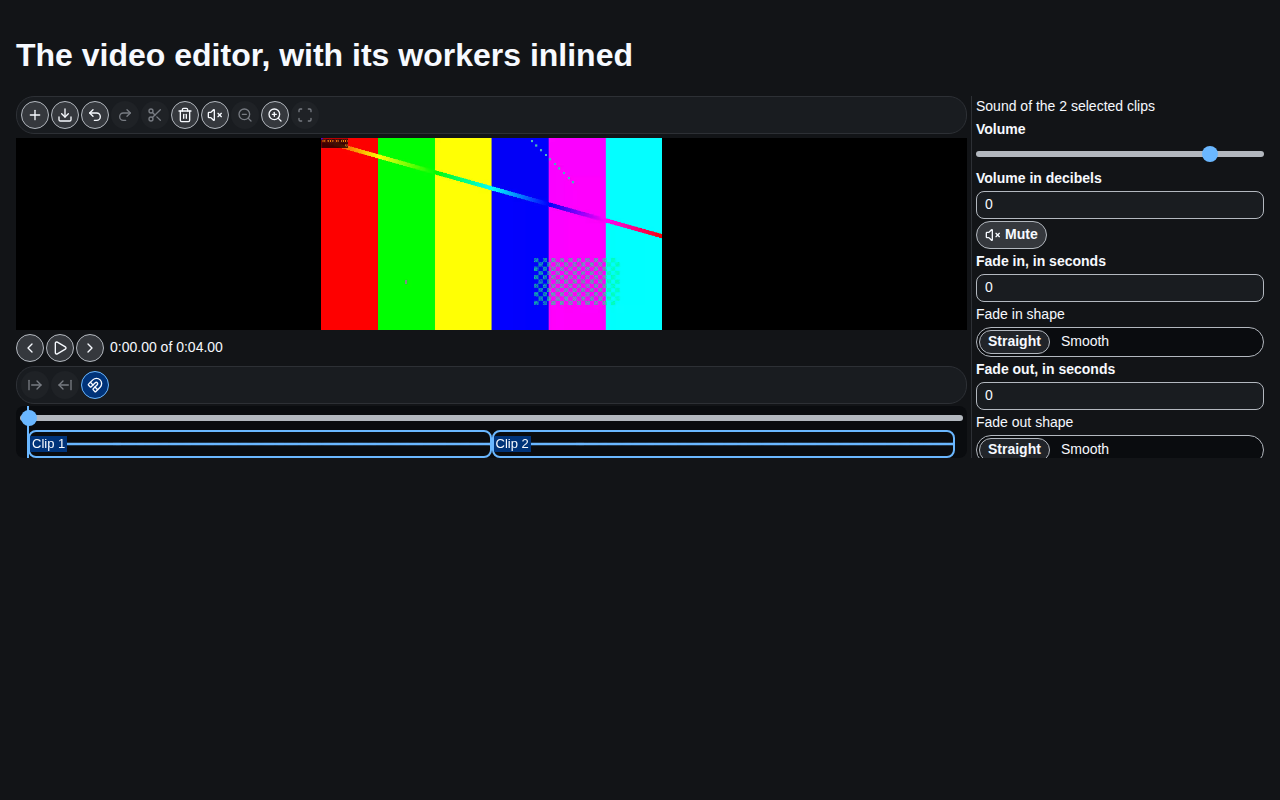 The video editor, with its workers inlined
Sound of the 2 selected clips
Volume
Volume in decibels
0
Mute
Fade in, in seconds
0
Fade in shape
Straight Smooth
Fade out, in seconds
0
Fade out shape
Straight Smooth
0:00.00 of 0:04.00
Clip 1
Clip 2